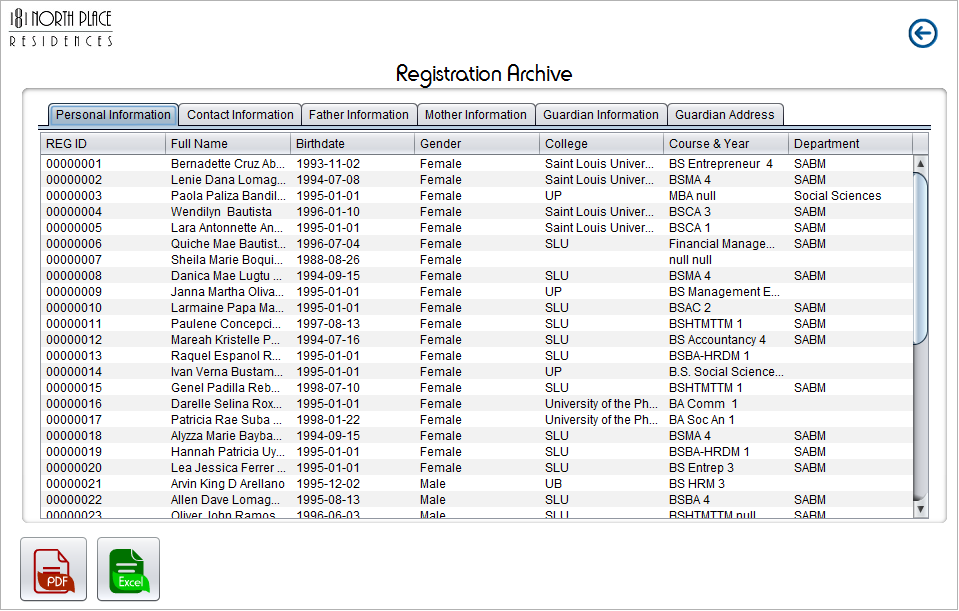 181 NORTH PLACE
RESIDENCES
Registration Archive
Personal Information Contact Information Father Information Mother Information Guardian Information Guardian Address
REG ID Full Name Birthdate Gender College Course & Year Department
00000001 Bernadette Cruz Ab... 1993-11-02 Female Saint Louis Univer... BS Entrepreneur 4 SABM
00000002 Lenie Dana Lomag... 1994-07-08 Female Saint Louis Univer... BSMA 4 SABM
00000003 Paola Paliza Bandil... 1995-01-01 Female UP MBA null Social Sciences
00000004 Wendilyn Bautista 1996-01-10 Female Saint Louis Univer... BSCA 3 SABM
00000005 Lara Antonnette An... 1995-01-01 Female Saint Louis Univer... BSCA 1 SABM
00000006 Quiche Mae Bautist... 1996-07-04 Female SLU Financial Manage... SABM
00000007 Sheila Marie Boqui... 1988-08-26 Female null null
00000008 Danica Mae Lugtu ... 1994-09-15 Female SLU BSMA 4 SABM
00000009 Janna Martha Oliva... 1995-01-01 Female UP BS Management E...
00000010 Larmaine Papa Ma... 1995-01-01 Female SLU BSAC 2 SABM
00000011 Paulene Concepci... 1997-08-13 Female SLU BSHTMTTM 1 SABM
00000012 Mareah Kristelle P... 1994-07-16 Female SLU BS Accountancy 4 SABM
00000013 Raquel Espanol R... 1995-01-01 Female SLU BSBA-HRDM 1
00000014 Ivan Verna Bustam... 1995-01-01 Female UP B.S. Social Science...
00000015 Genel Padilla Reb... 1998-07-10 Female SLU BSHTMTTM 1 SABM
00000016 Darelle Selina Rox... 1995-01-01 Female University of the Ph... BA Comm 1
00000017 Patricia Rae Suba ... 1998-01-22 Female University of the Ph... BA Soc An 1
00000018 Alyzza Marie Bayba... 1994-09-15 Female SLU BSMA 4 SABM
00000019 Hannah Patricia Uy... 1995-01-01 Female SLU BSBA-HRDM 1 SABM
00000020 Lea Jessica Ferrer ... 1995-01-01 Female SLU BS Entrep 3 SABM
00000021 Arvin King D Arellano 1995-12-02 Male UB BS HRM 3
00000022 Allen Dave Lomag... 1995-08-13 Male SLU BSBA 4 SABM
00000023 Oliver John Ramos 1996-06-03 Male SLU BSHTMTTM null SABM
PDF Excel